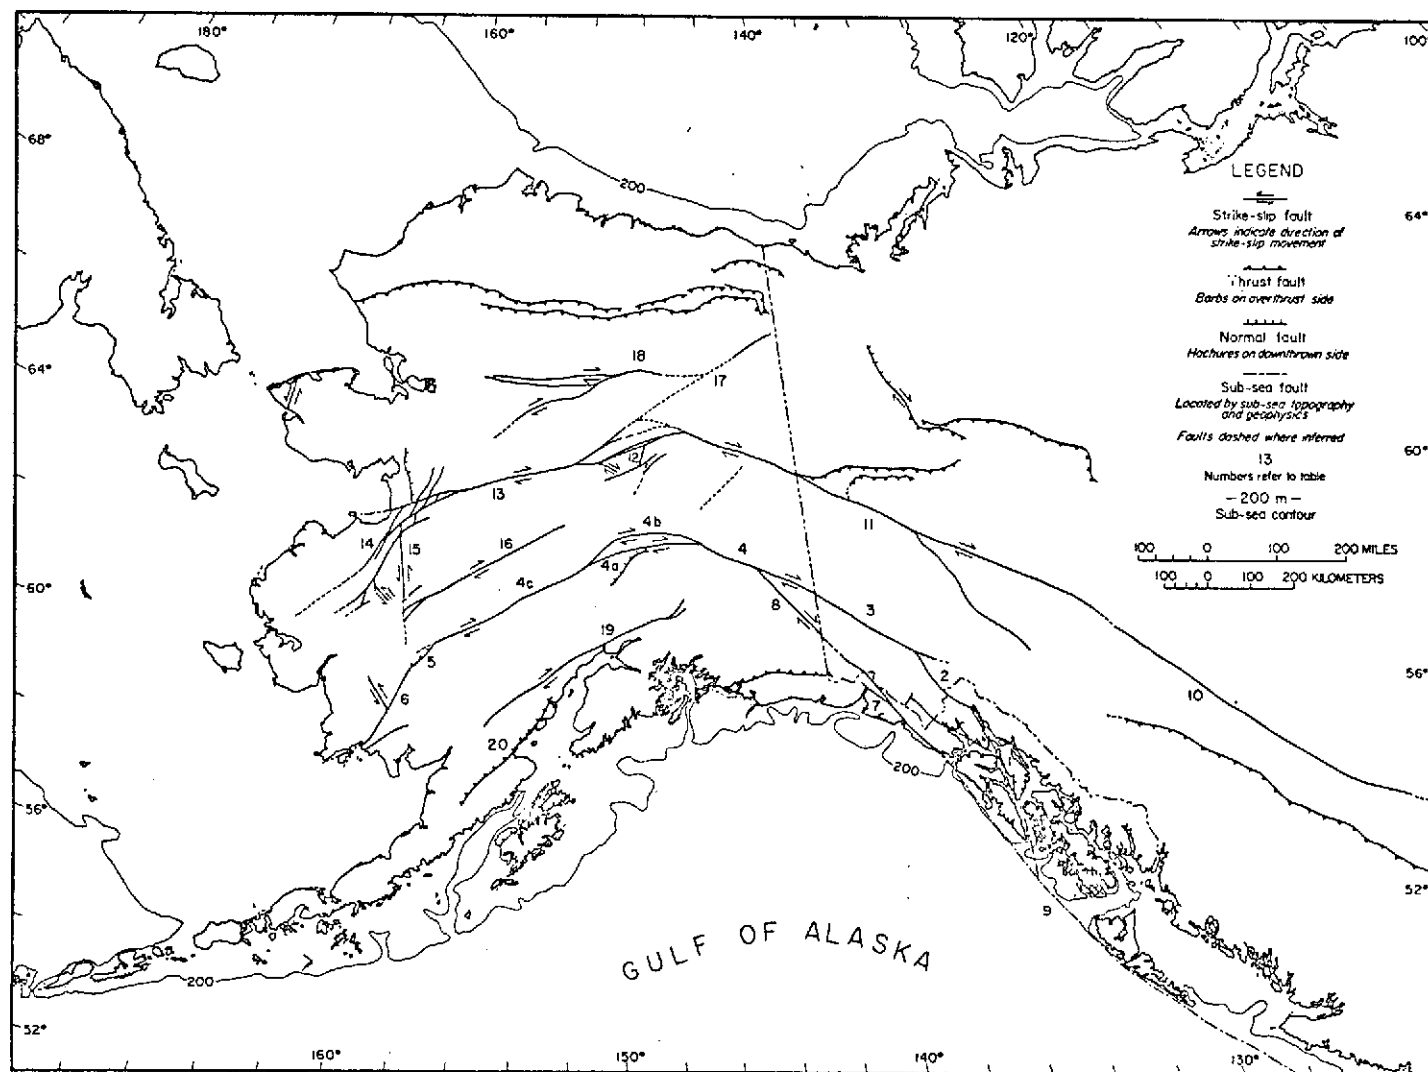 180°
160°
140°
120°
100°
68°
200
LEGEND
Strike-slip fault
Arrows indicate direction of
strike-slip movement
Thrust fault
Barbs on overthrust side
Normal fault
Hachures on downthrown side
Sub-sea fault
Located by sub-sea topography
and geophysics
Faults dashed where inferred
13
Numbers refer to table
—200 m—
Sub-sea contour
100 0 100 200 MILES
100 0 100 200 KILOMETERS
64°
64°
18
17
60°
12
13
11
14
15
16
4b
4
4a
4c
60°
8
3
19
5
2
56°
6
7
10
20
200
56°
52°
9
GULF OF ALASKA
200
52°
160°
150°
140°
130°